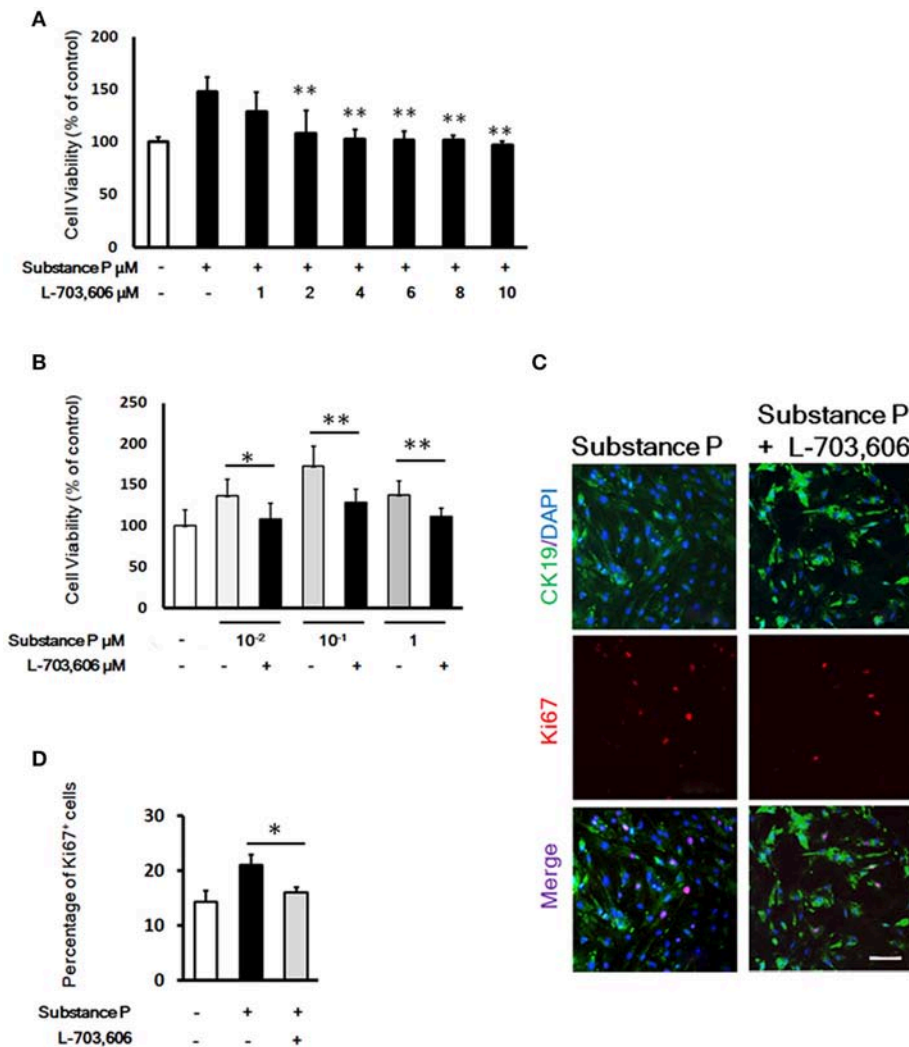 A
200
150
100
50
0
Cell Viability (% of control)
** ** ** ** **
Substance P µM - + + + + + + +
L-703,606 µM - - 1 2 4 6 8 10
B
250
200
150
100
50
0
Cell Viability (% of control)
* ** **
Substance P µM - 10-2 10-1 1
L-703,606 µM - - + - + - +
C
Substance P
Substance P
+ L-703,606
CK19/DAPI
Ki67
Merge
D
30
20
10
0
Percentage of Ki67+ cells
*
Substance P - + +
L-703,606 - - +